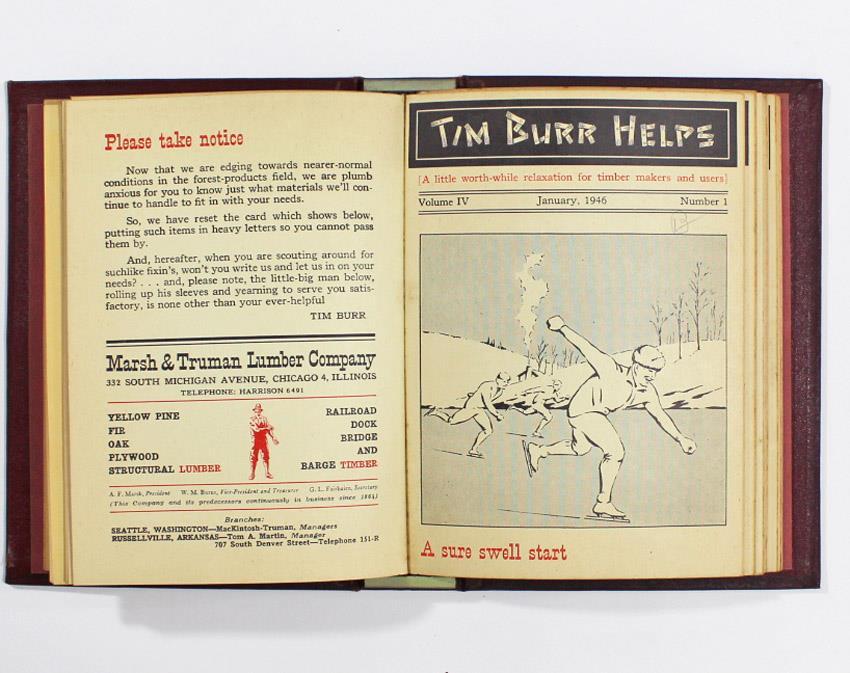 Please take notice
Now that we are edging towards nearer-normal
conditions in the forest-products field, we are plumb
anxious for you to know just what materials we'll con-
tinue to handle to fit in with your needs.
So, we have reset the card which shows below,
putting such items in heavy letters so you cannot pass
them by.
And, hereafter, when you are scouting around for
suchlike fixin's, won't you write us and let us in on your
needs? . . . and, please note, the little-big man below,
rolling up his sleeves and yearning to serve you satis-
factory, is none other than your ever-helpful
TIM BURR
Marsh & Truman Lumber Company
332 SOUTH MICHIGAN AVENUE, CHICAGO 4, ILLINOIS
TELEPHONE: HARRISON 6491
YELLOW PINE
FIR
OAK
PLYWOOD
STRUCTURAL LUMBER
RAILROAD
DOCK
BRIDGE
AND
BARGE TIMBER
A. F. Marsh, President W. M. Burns, Vice-President and Treasurer G. L. Fairbairn, Secretary
(This Company and its predecessors continuously in business since 1864)
Branches:
SEATTLE, WASHINGTON—MacKintosh-Truman, Managers
RUSSELLVILLE, ARKANSAS—Tom A. Martin, Manager
707 South Denver Street—Telephone 151-R
TIM BURR HELPS
[A little worth-while relaxation for timber makers and users]
Volume IV January, 1946 Number 1
A sure swell start